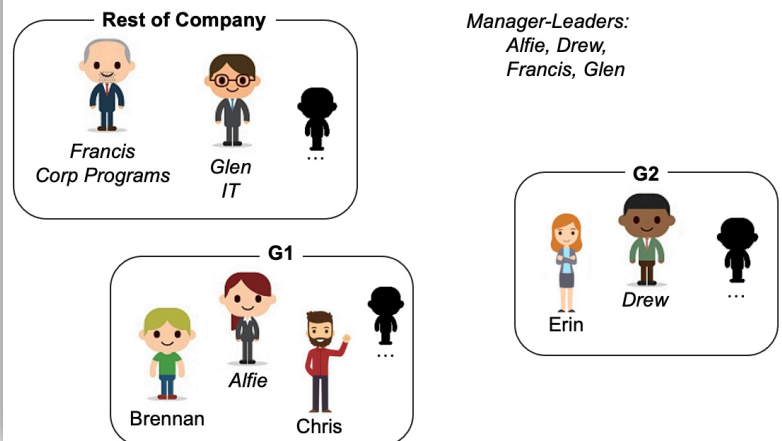 Rest of Company
Manager-Leaders:
Alfie, Drew,
Francis, Glen
Francis
Corp Programs
Glen
IT
...
G2
Erin
Drew
...
G1
Brennan
Alfie
Chris
...